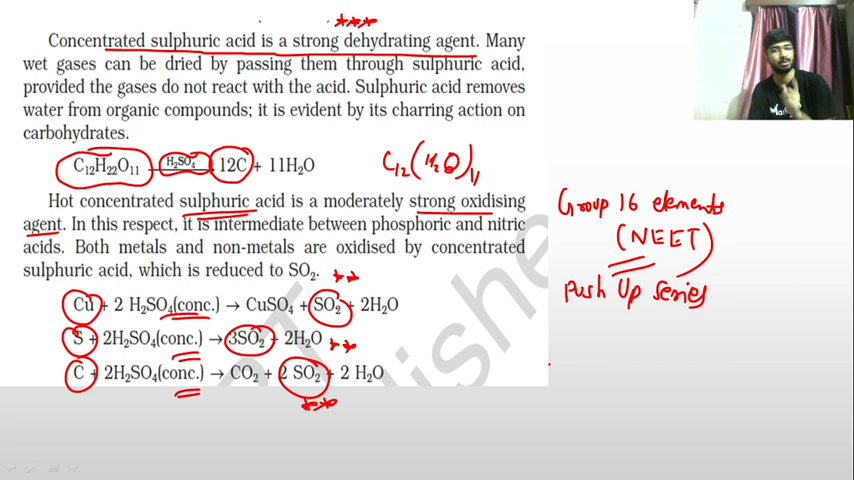 Concentrated sulphuric acid is a strong dehydrating agent. Many
wet gases can be dried by passing them through sulphuric acid,
provided the gases do not react with the acid. Sulphuric acid removes
water from organic compounds; it is evident by its charring action on
carbohydrates.
C₁₂H₂₂O₁₁ H₂SO₄ 12C + 11H₂O
C₁₂(H₂O)₁₁
Hot concentrated sulphuric acid is a moderately strong oxidising
agent. In this respect, it is intermediate between phosphoric and nitric
acids. Both metals and non-metals are oxidised by concentrated
sulphuric acid, which is reduced to SO₂.
Cu + 2 H₂SO₄(conc.) → CuSO₄ + SO₂ + 2H₂O
S + 2H₂SO₄(conc.) → 3SO₂ + 2H₂O
C + 2H₂SO₄(conc.) → CO₂ + 2 SO₂ + 2 H₂O
Group 16 elements
(NEET)
Push Up Series